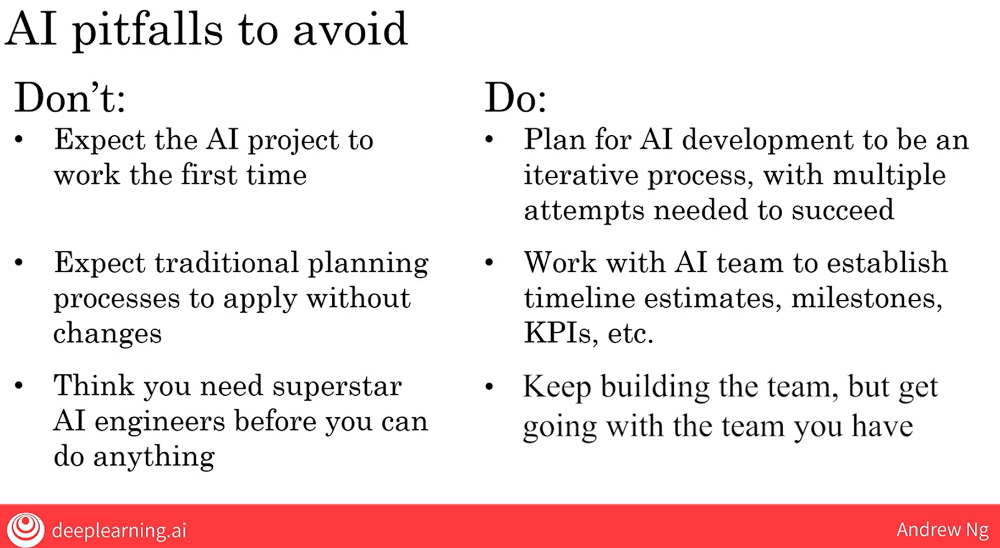 AI pitfalls to avoid
Don't:
• Expect the AI project to
work the first time
• Expect traditional planning
processes to apply without
changes
• Think you need superstar
AI engineers before you can
do anything
Do:
• Plan for AI development to be an
iterative process, with multiple
attempts needed to succeed
• Work with AI team to establish
timeline estimates, milestones,
KPIs, etc.
• Keep building the team, but get
going with the team you have
deeplearning.ai
Andrew Ng